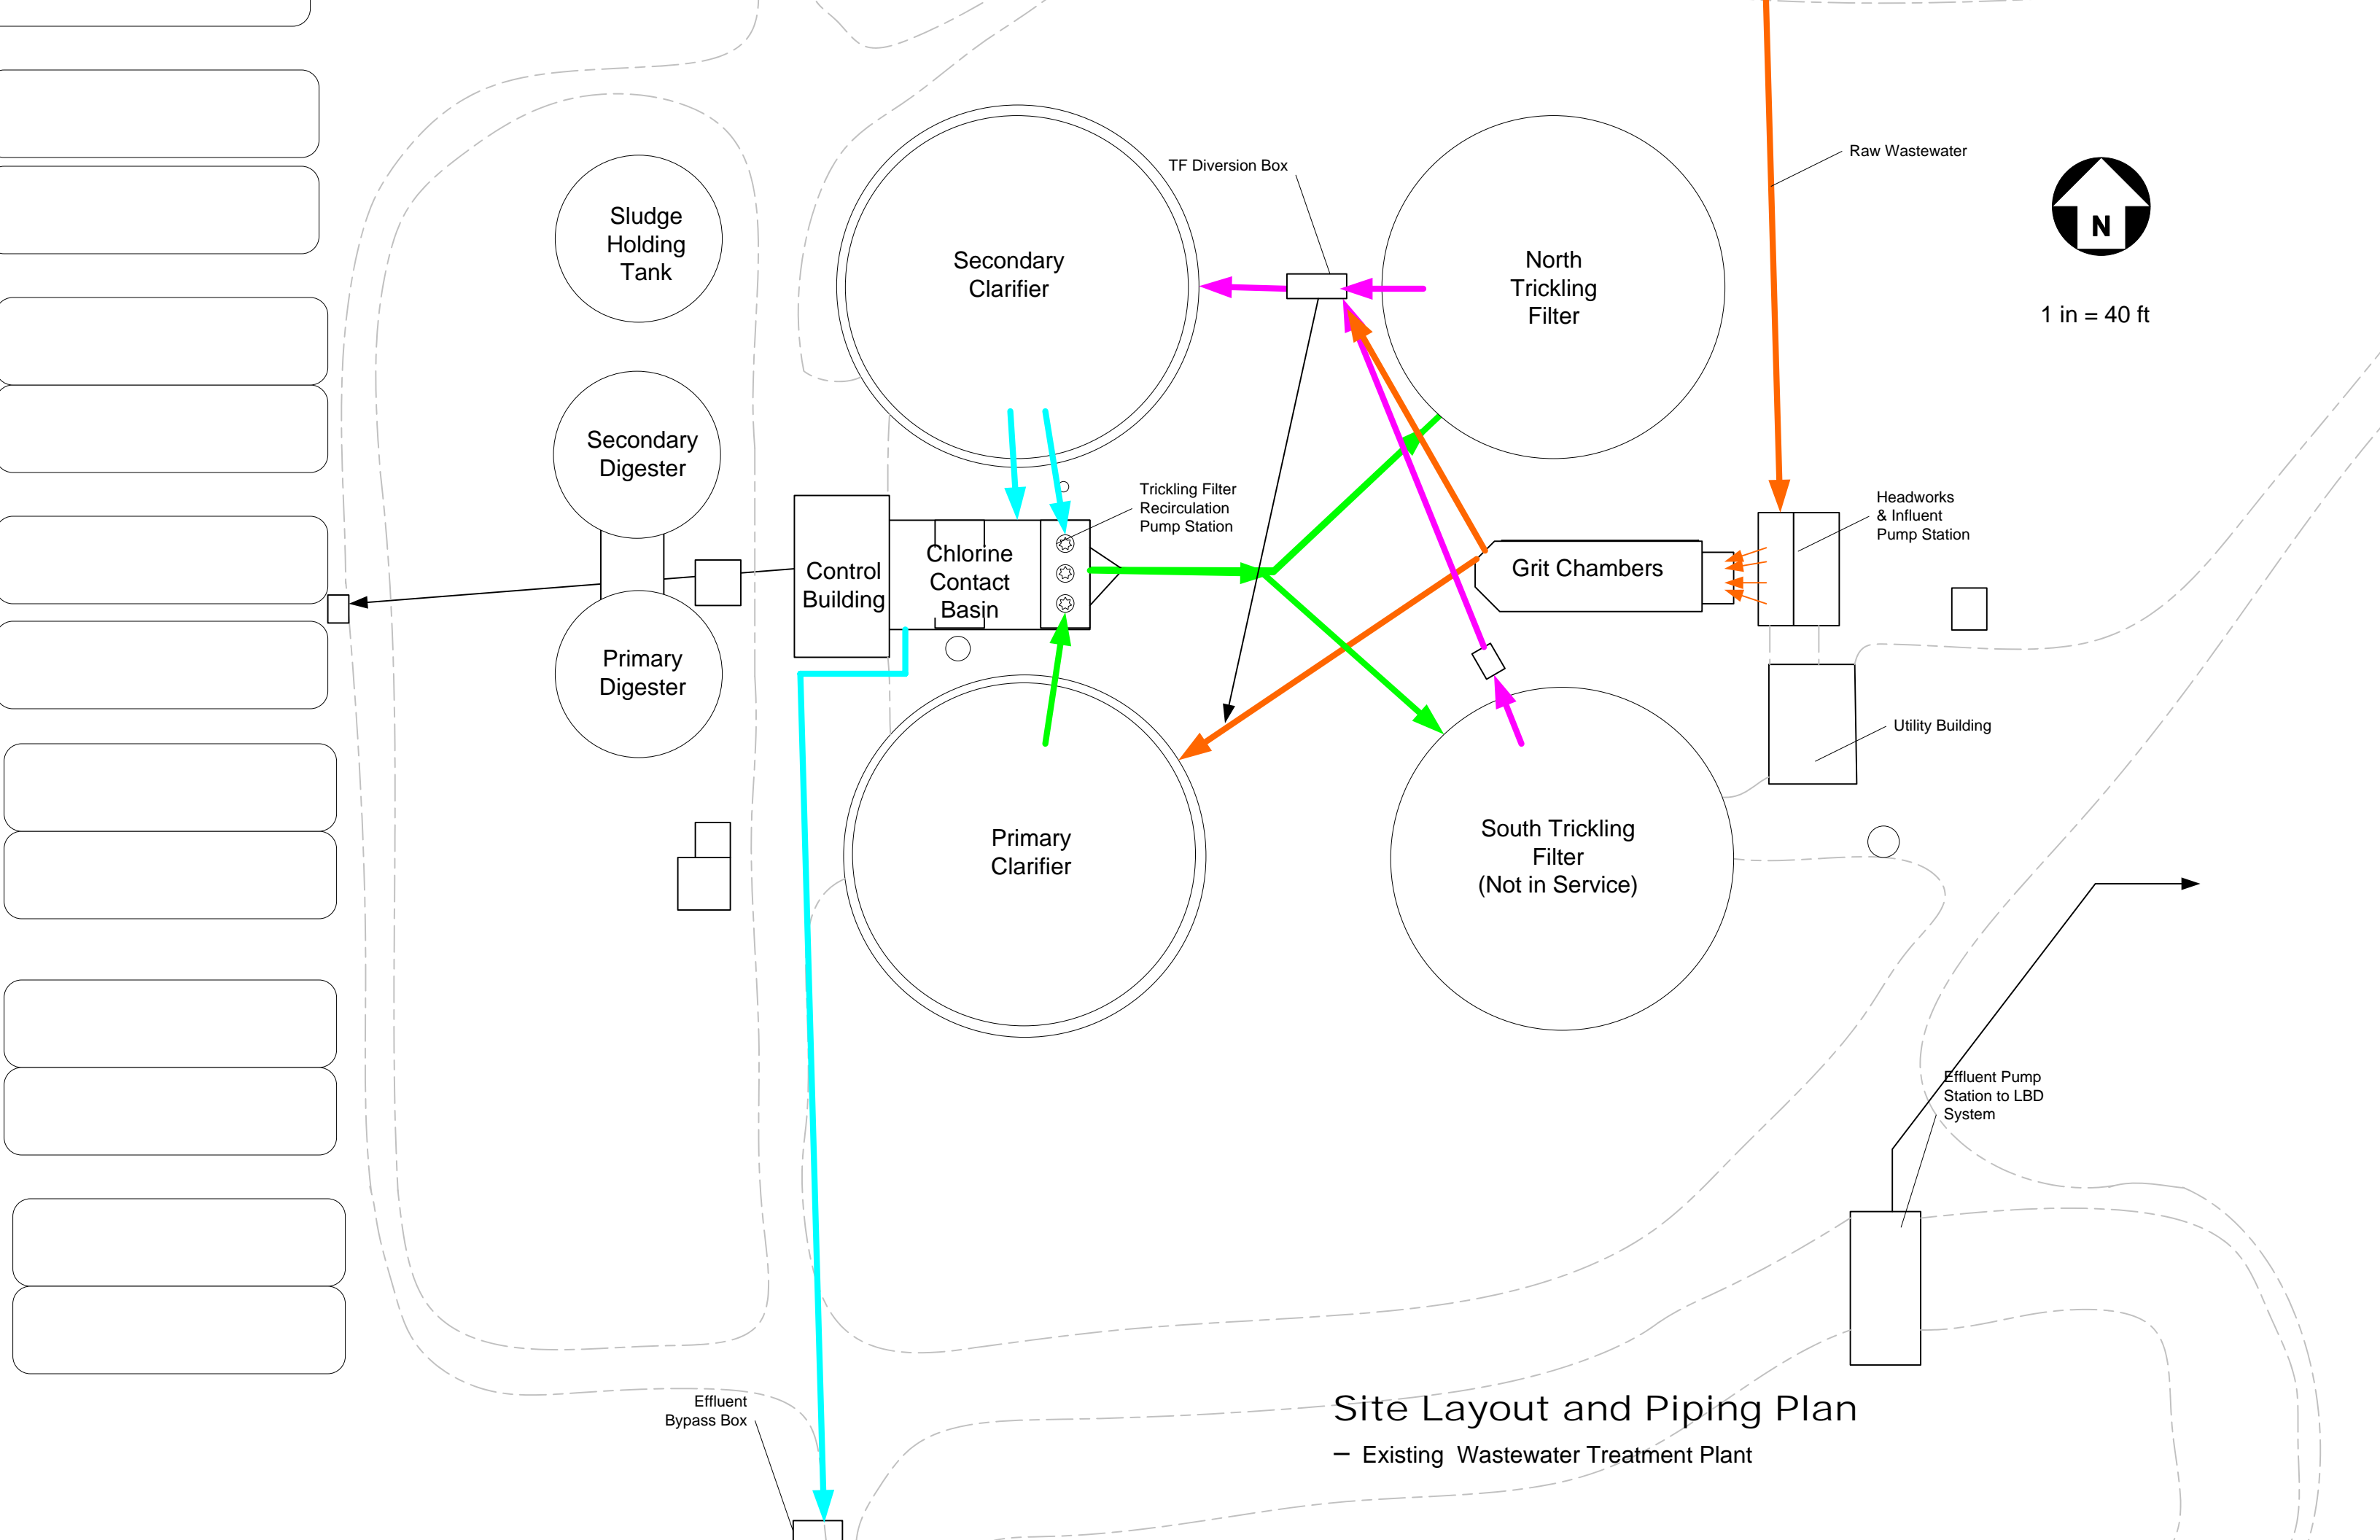 TF Diversion Box
Raw Wastewater
N
1 in = 40 ft
Sludge
Holding
Tank
Secondary
Clarifier
North
Trickling
Filter
Secondary
Digester
Trickling Filter
Recirculation
Pump Station
Headworks
& Influent
Pump Station
Control
Building
Chlorine
Contact
Basin
Grit Chambers
Primary
Digester
Utility Building
Primary
Clarifier
South Trickling
Filter
(Not in Service)
Effluent Pump
Station to LBD
System
Effluent
Bypass Box
Site Layout and Piping Plan
– Existing Wastewater Treatment Plant